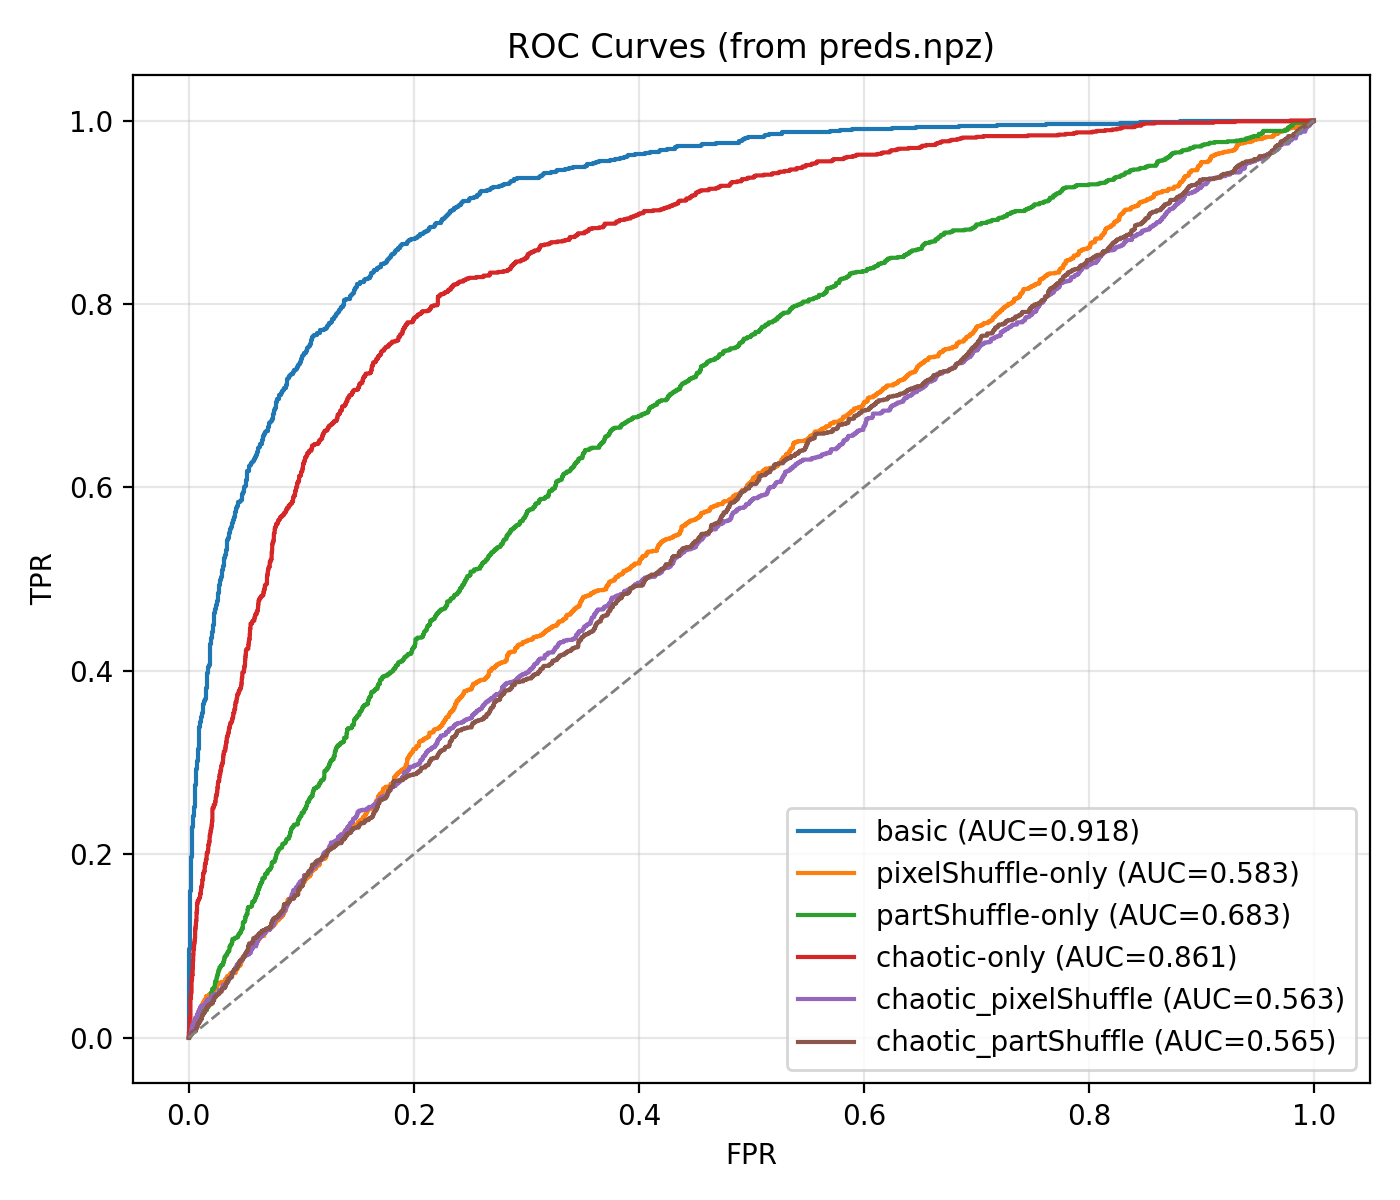 ROC Curves (from preds.npz)
TPR
1.0
0.8
0.6
0.4
0.2
0.0
basic (AUC=0.918)
pixelShuffle-only (AUC=0.583)
partShuffle-only (AUC=0.683)
chaotic-only (AUC=0.861)
chaotic_pixelShuffle (AUC=0.563)
chaotic_partShuffle (AUC=0.565)
0.0 0.2 0.4 0.6 0.8 1.0
FPR